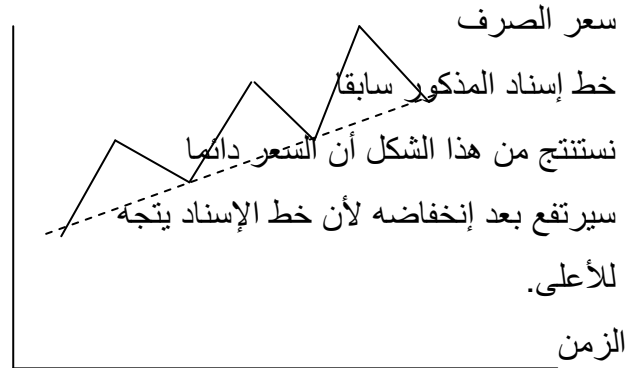 سعر الصرف
خط إسناد المذكور سابقا
نستنتج من هذا الشكل أن السعر دائما
سيرتفع بعد إنخفاضه لأن خط الإسناد يتجه
للأعلى.
الزمن